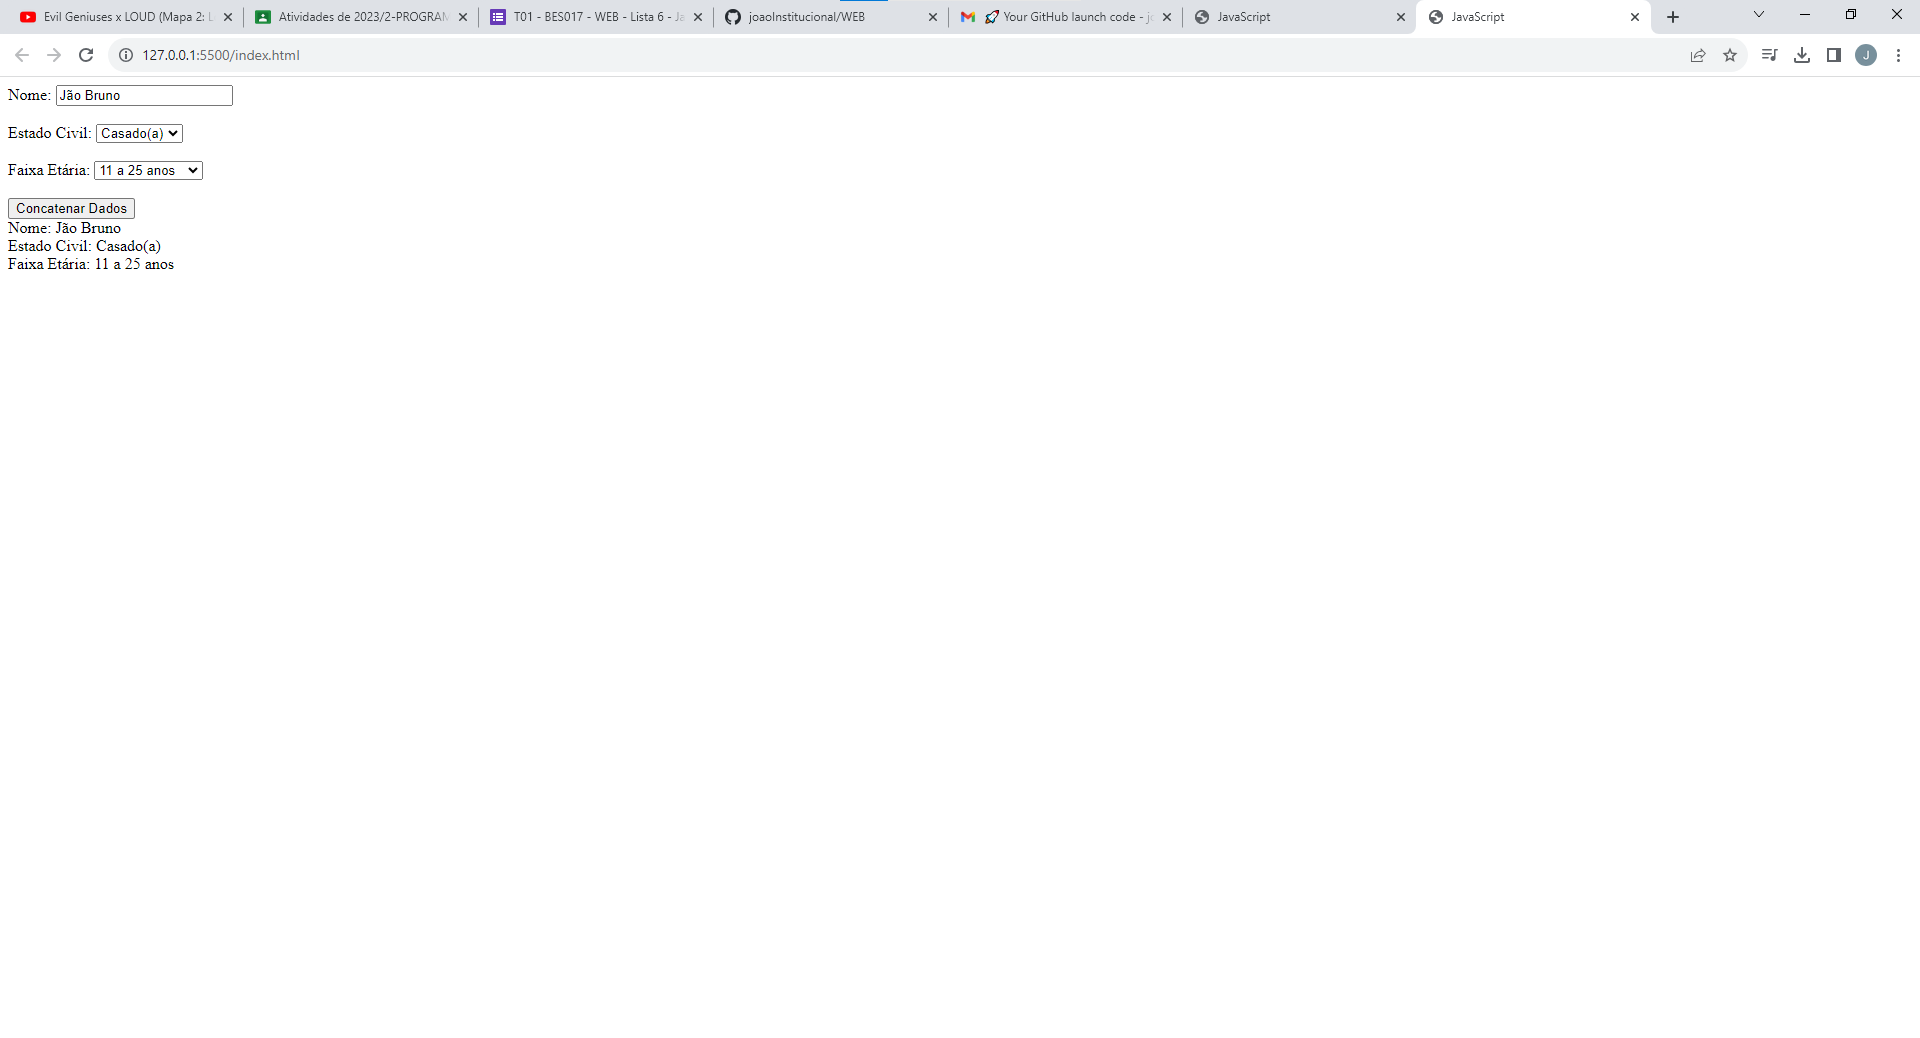 Evil Geniuses x LOUD (Mapa 2:
Atividades de 2023/2-PROGRAM
T01 - BES017 - WEB - Lista 6 - Ja
joaoInstitucional/WEB
Your GitHub launch code - jo
JavaScript
JavaScript
127.0.0.1:5500/index.html
J
Nome: Jão Bruno
Estado Civil: Casado(a)
Faixa Etária: 11 a 25 anos
Concatenar Dados
Nome: Jão Bruno
Estado Civil: Casado(a)
Faixa Etária: 11 a 25 anos